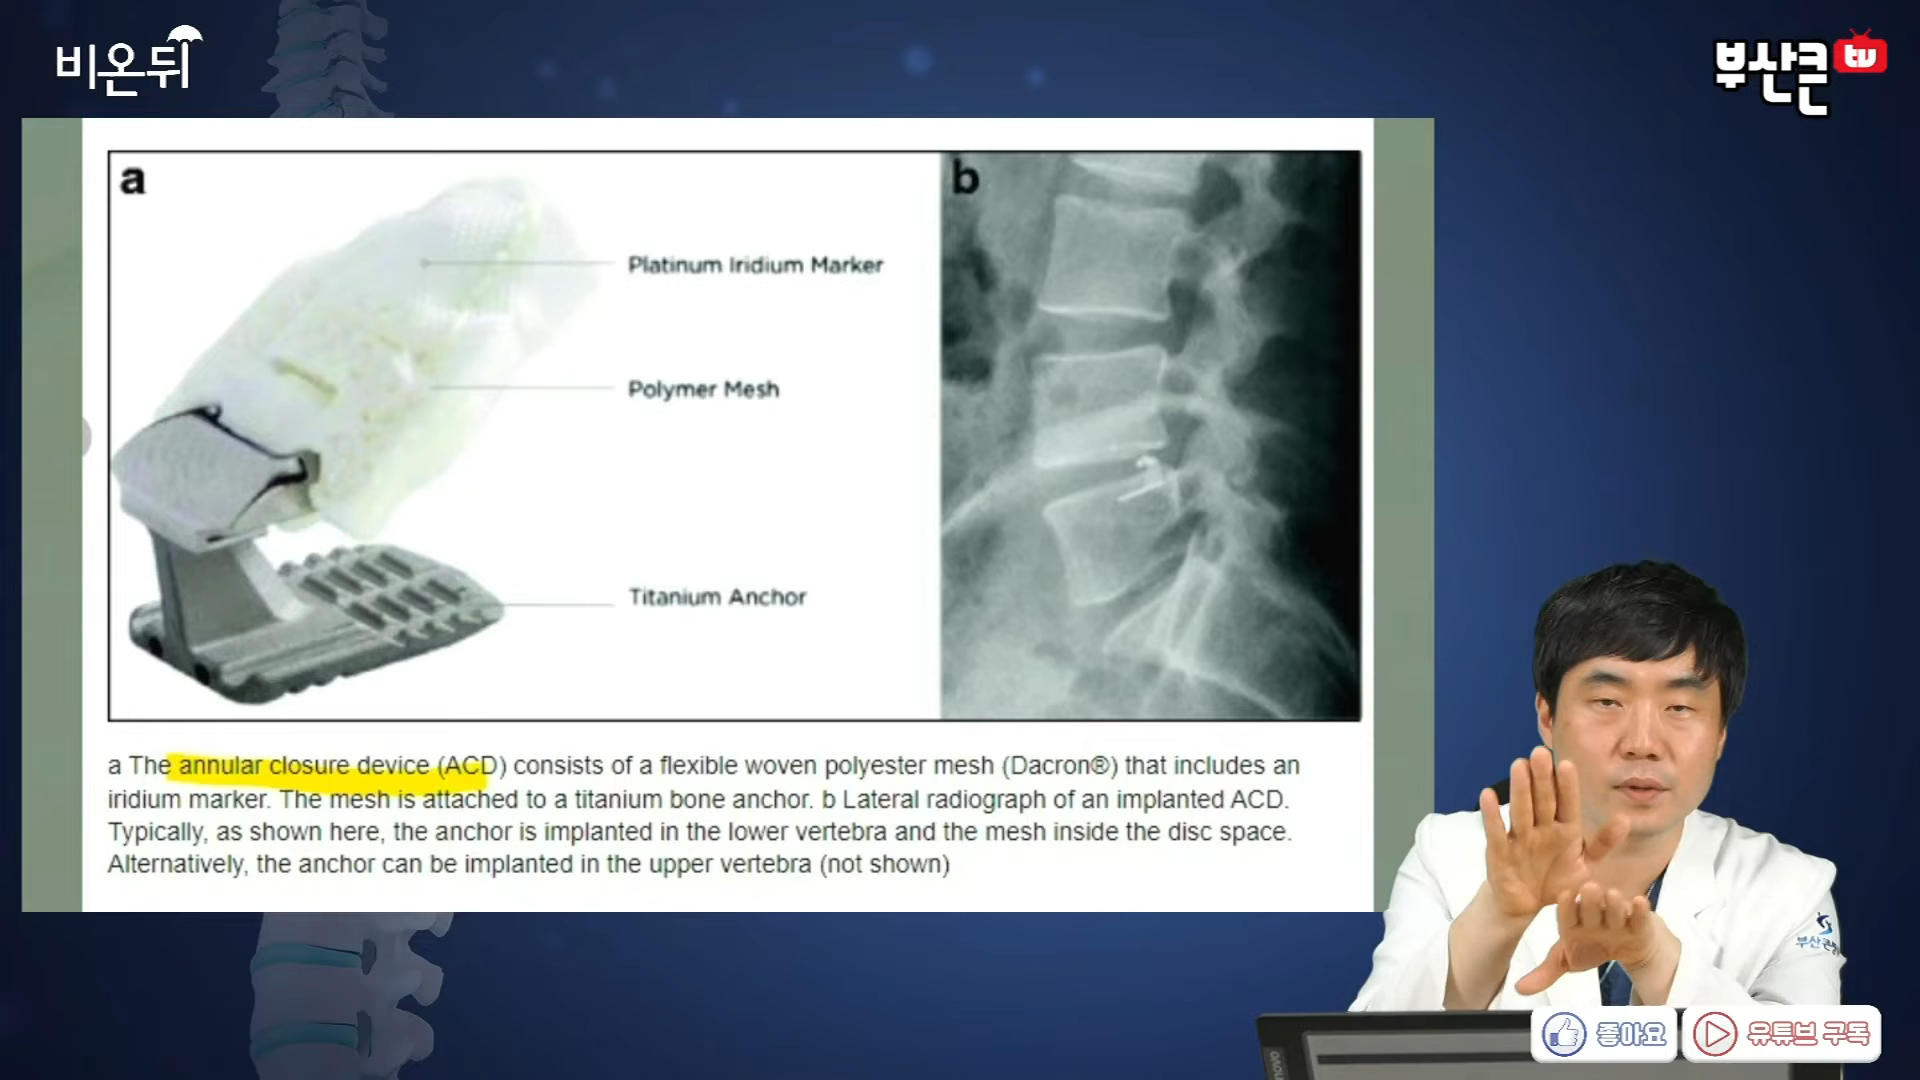 비온뒤
부산큰
tv
a
b
Platinum Iridium Marker
Polymer Mesh
Titanium Anchor
a The annular closure device (ACD) consists of a flexible woven polyester mesh (Dacron®) that includes an
iridium marker. The mesh is attached to a titanium bone anchor. b Lateral radiograph of an implanted ACD.
Typically, as shown here, the anchor is implanted in the lower vertebra and the mesh inside the disc space.
Alternatively, the anchor can be implanted in the upper vertebra (not shown)
좋아요
유튜브 구독